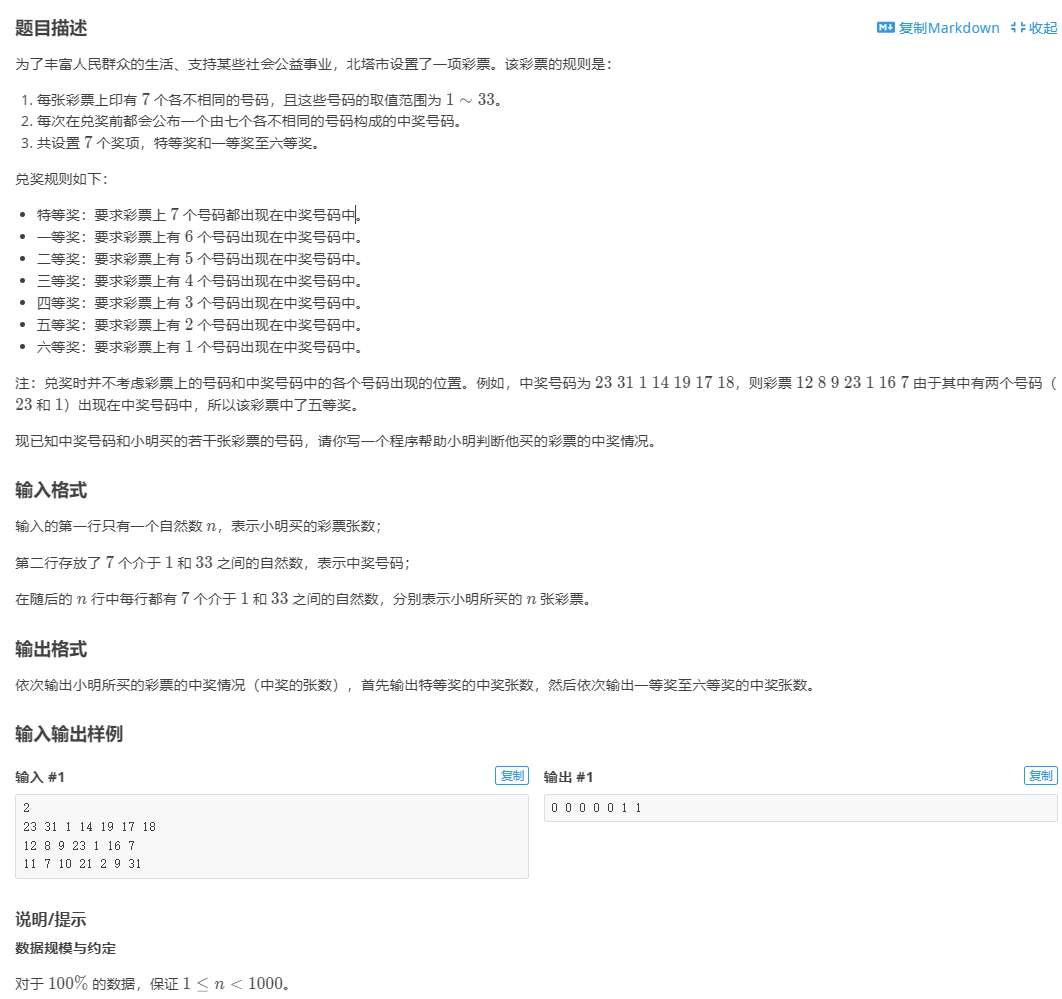 题目描述 复制Markdown 收起
为了丰富人民群众的生活、支持某些社会公益事业，北塔市设置了一项彩票。该彩票的规则是：
1. 每张彩票上印有 7 个各不相同的号码，且这些号码的取值范围为 1 ∼ 33。
2. 每次在兑奖前都会公布一个由七个各不相同的号码构成的中奖号码。
3. 共设置 7 个奖项，特等奖和一等奖至六等奖。
兑奖规则如下：
• 特等奖：要求彩票上 7 个号码都出现在中奖号码中。
• 一等奖：要求彩票上有 6 个号码出现在中奖号码中。
• 二等奖：要求彩票上有 5 个号码出现在中奖号码中。
• 三等奖：要求彩票上有 4 个号码出现在中奖号码中。
• 四等奖：要求彩票上有 3 个号码出现在中奖号码中。
• 五等奖：要求彩票上有 2 个号码出现在中奖号码中。
• 六等奖：要求彩票上有 1 个号码出现在中奖号码中。
注：兑奖时并不考虑彩票上的号码和中奖号码中的各个号码出现的位置。例如，中奖号码为 23 31 1 14 19 17 18，则彩票 12 8 9 23 1 16 7 由于其中有两个号码（
23 和 1）出现在中奖号码中，所以该彩票中了五等奖。
现已知中奖号码和小明买的若干张彩票的号码，请你写一个程序帮助小明判断他买的彩票的中奖情况。
输入格式
输入的第一行只有一个自然数 n，表示小明买的彩票张数；
第二行存放了 7 个介于 1 和 33 之间的自然数，表示中奖号码；
在随后的 n 行中每行都有 7 个介于 1 和 33 之间的自然数，分别表示小明所买的 n 张彩票。
输出格式
依次输出小明所买的彩票的中奖情况（中奖的张数），首先输出特等奖的中奖张数，然后依次输出一等奖至六等奖的中奖张数。
输入输出样例
输入 #1 复制
2
23 31 1 14 19 17 18
12 8 9 23 1 16 7
11 7 10 21 2 9 31
输出 #1 复制
0 0 0 0 0 1 1
说明/提示
数据规模与约定
对于 100% 的数据，保证 1 ≤ n < 1000。